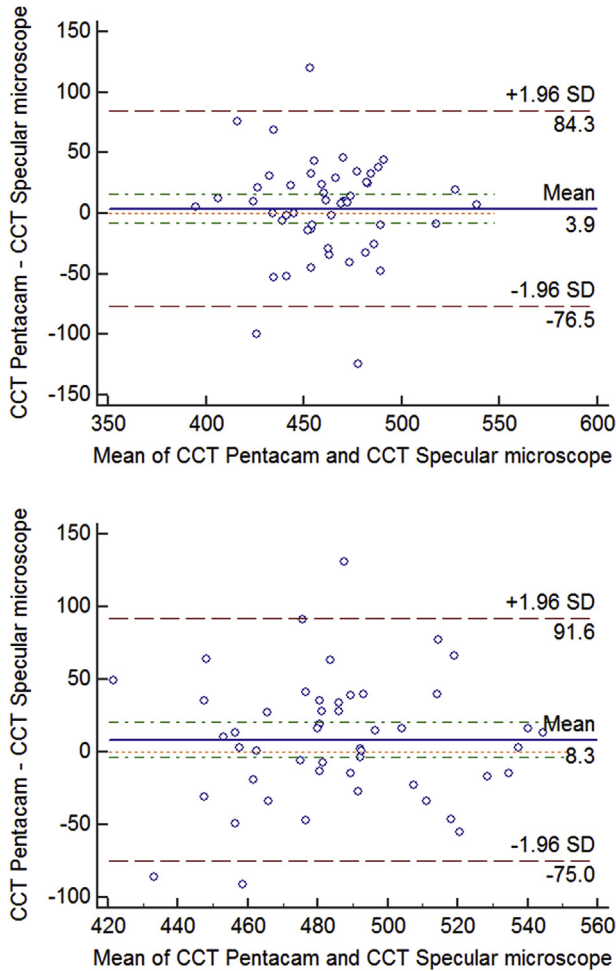 CCT Pentacam - CCT Specular microscope
150
100
50
0
-50
-100
-150
+1.96 SD
84.3
Mean
3.9
-1.96 SD
-76.5
350 400 450 500 550 600
Mean of CCT Pentacam and CCT Specular microscope
CCT Pentacam - CCT Specular microscope
150
100
50
0
-50
-100
+1.96 SD
91.6
Mean
8.3
-1.96 SD
-75.0
420 440 460 480 500 520 540 560
Mean of CCT Pentacam and CCT Specular microscope